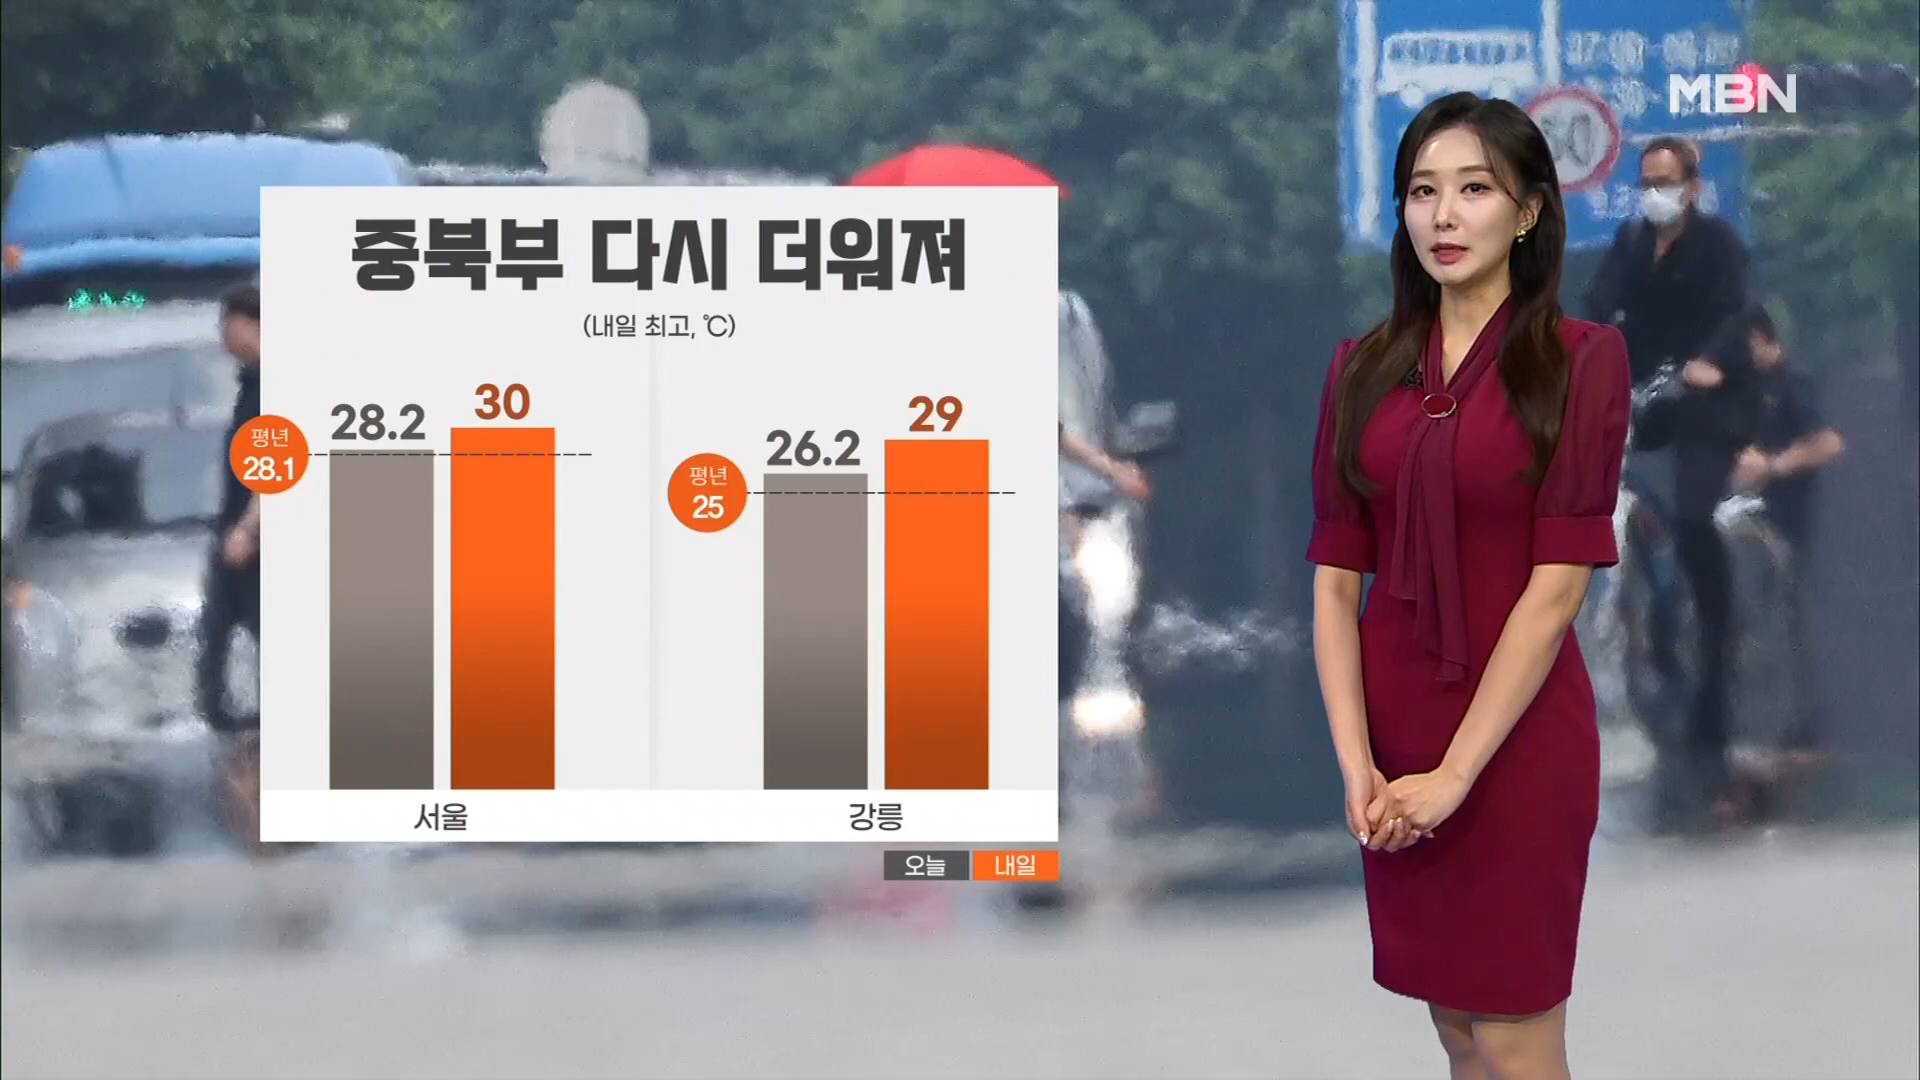 MBN
중북부 다시 더워져
(내일 최고, ℃)
평년
28.1
28.2
30
평년
25
26.2
29
서울
강릉
오늘
내일